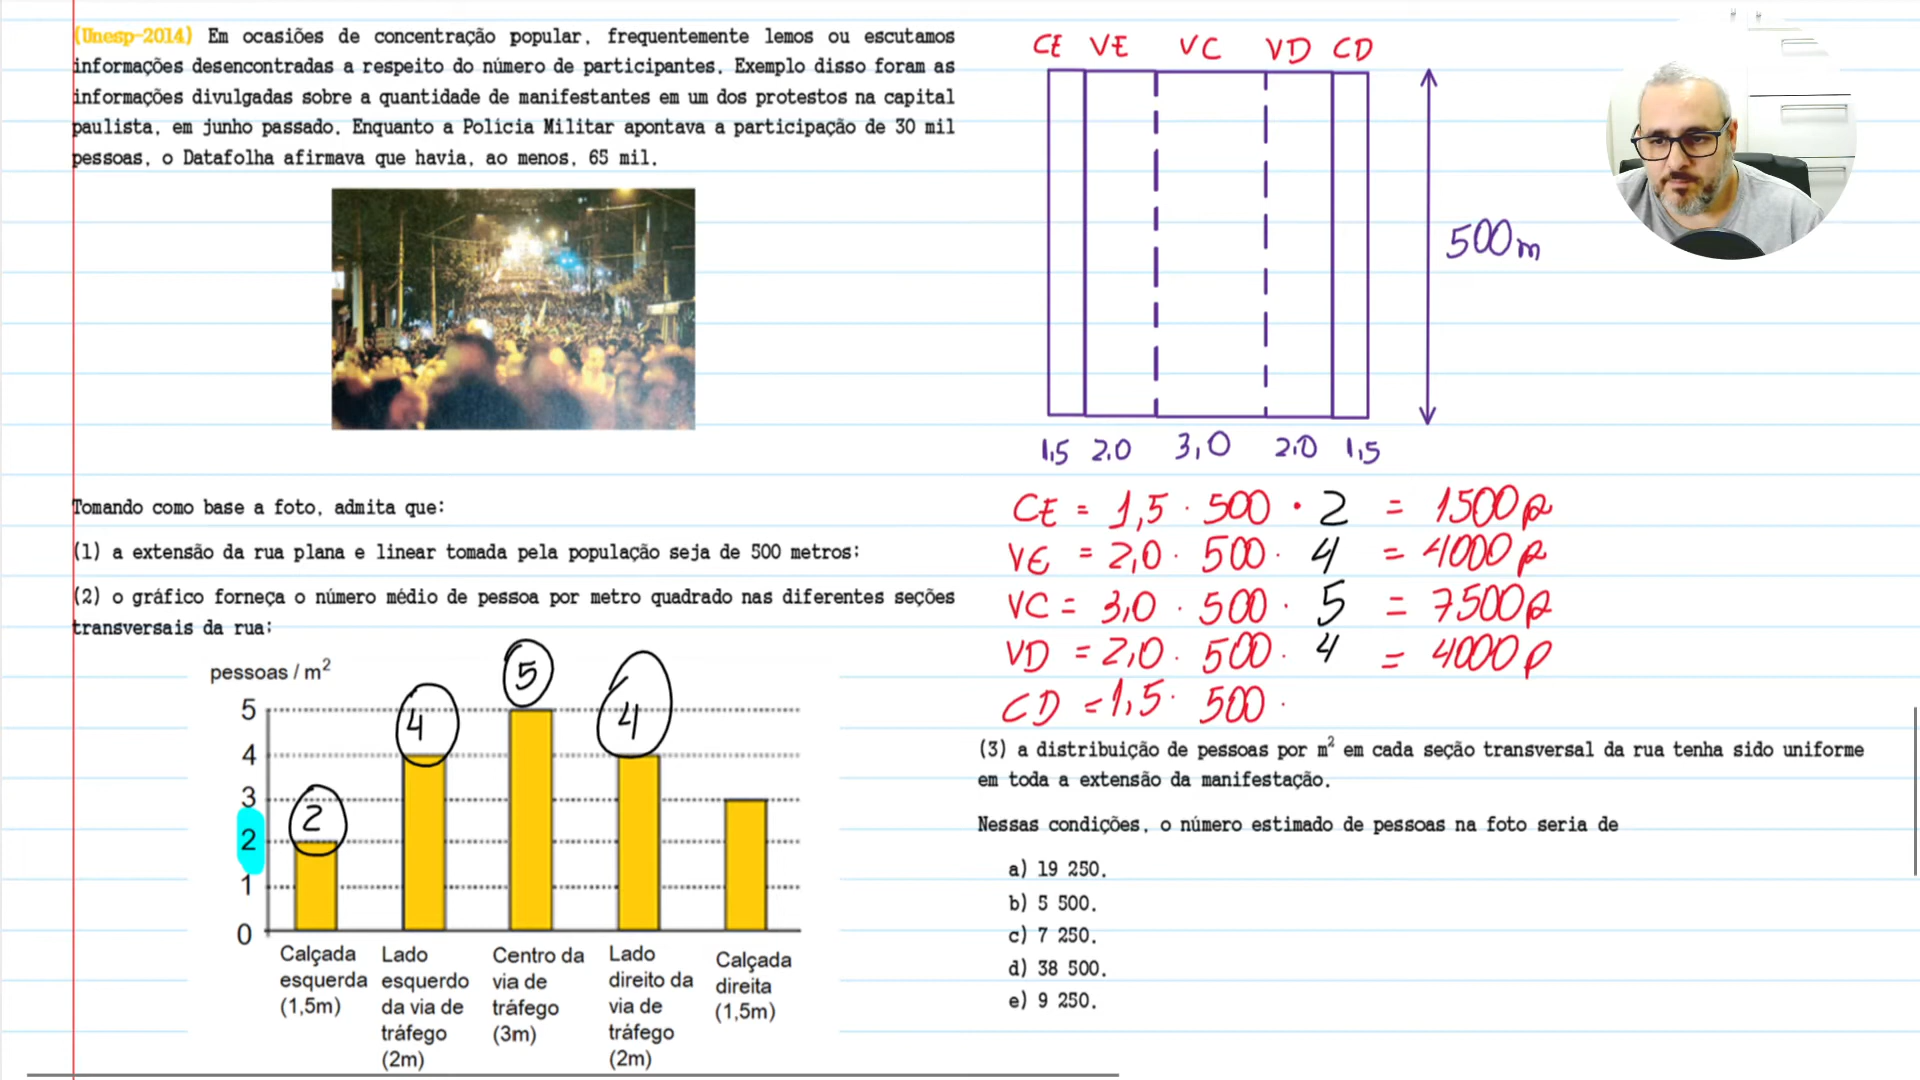 (Unesp-2014) Em ocasiões de concentração popular, frequentemente lemos ou escutamos
informações desencontradas a respeito do número de participantes. Exemplo disso foram as
informações divulgadas sobre a quantidade de manifestantes em um dos protestos na capital
paulista, em junho passado. Enquanto a Polícia Militar apontava a participação de 30 mil
pessoas, o Datafolha afirmava que havia, ao menos, 65 mil.
Tomando como base a foto, admita que:
(1) a extensão da rua plana e linear tomada pela população seja de 500 metros;
(2) o gráfico forneça o número médio de pessoa por metro quadrado nas diferentes seções
transversais da rua;
pessoas / m²
5
4
3
2
1
0
2
4
5
4
Calçada
esquerda
(1,5m)
Lado
esquerdo
da via de
tráfego
(2m)
Centro da
via de
tráfego
(3m)
Lado
direito da
via de
tráfego
(2m)
Calçada
direita
(1,5m)
CE VE VC VD CD
500m
1,5 2,0 3,0 2,0 1,5
CE = 1,5 · 500 · 2 = 1500p
VE = 2,0 · 500 · 4 = 4000p
VC = 3,0 · 500 · 5 = 7500p
VD = 2,0 · 500 · 4 = 4000p
CD = 1,5 · 500 ·
(3) a distribuição de pessoas por m² em cada seção transversal da rua tenha sido uniforme
em toda a extensão da manifestação.
Nessas condições, o número estimado de pessoas na foto seria de
a) 19 250.
b) 5 500.
c) 7 250.
d) 38 500.
e) 9 250.